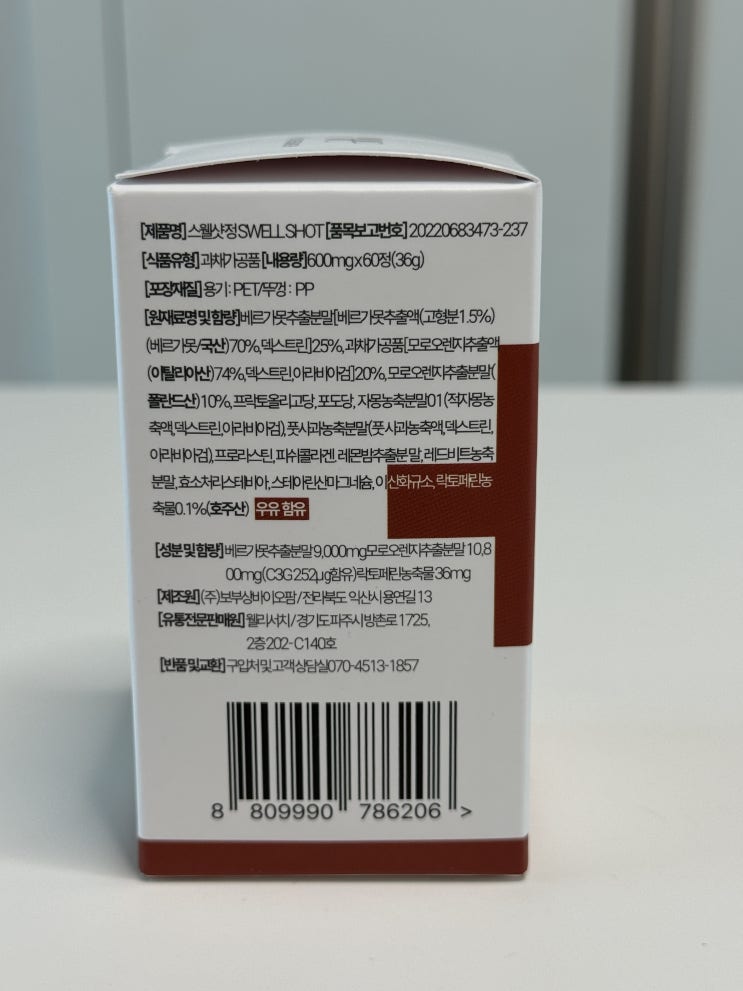 [제품명] 스웰샷정 SWELL SHOT [품목보고번호] 20220683473-237
[식품유형] 과채가공품 [내용량] 600mg x 60정(36g)
[포장재질] 용기 : PET/뚜껑 : PP
[원재료명 및 함량] 베르가못추출분말[베르가못추출액(고형분1.5%)
(베르가못/국산)70%, 덱스트린]25%, 과채가공품[모로오렌지추출액
(이탈리아산)74%, 덱스트린, 아라비아검]20%, 모로오렌지추출분말(
폴란드산)10%, 프락토올리고당, 포도당, 자몽농축분말01(적자몽농
축액, 덱스트린, 아라비아검), 풋사과농축분말(풋사과농축액, 덱스트린,
아라비아검), 프로라스틴, 피쉬콜라겐, 레몬밤추출분말, 레드비트농축
분말, 효소처리스테비아, 스테아린산마그네슘, 이산화규소, 락토페린농
축물0.1%(호주산) 우유 함유
[성분 및 함량] 베르가못추출분말 9,000mg모로오렌지추출분말 10,8
00mg(C3G 252µg함유)락토페린농축물 36mg
[제조원] (주)보부상바이오팜 / 전라북도 익산시 용연길 13
[유통전문판매원] 웰리서치 / 경기도 파주시 방촌로 1725,
2층 202-C140호
[반품 및 교환] 구입처 및 고객상담실 070-4513-1857
8 809990 786206 >